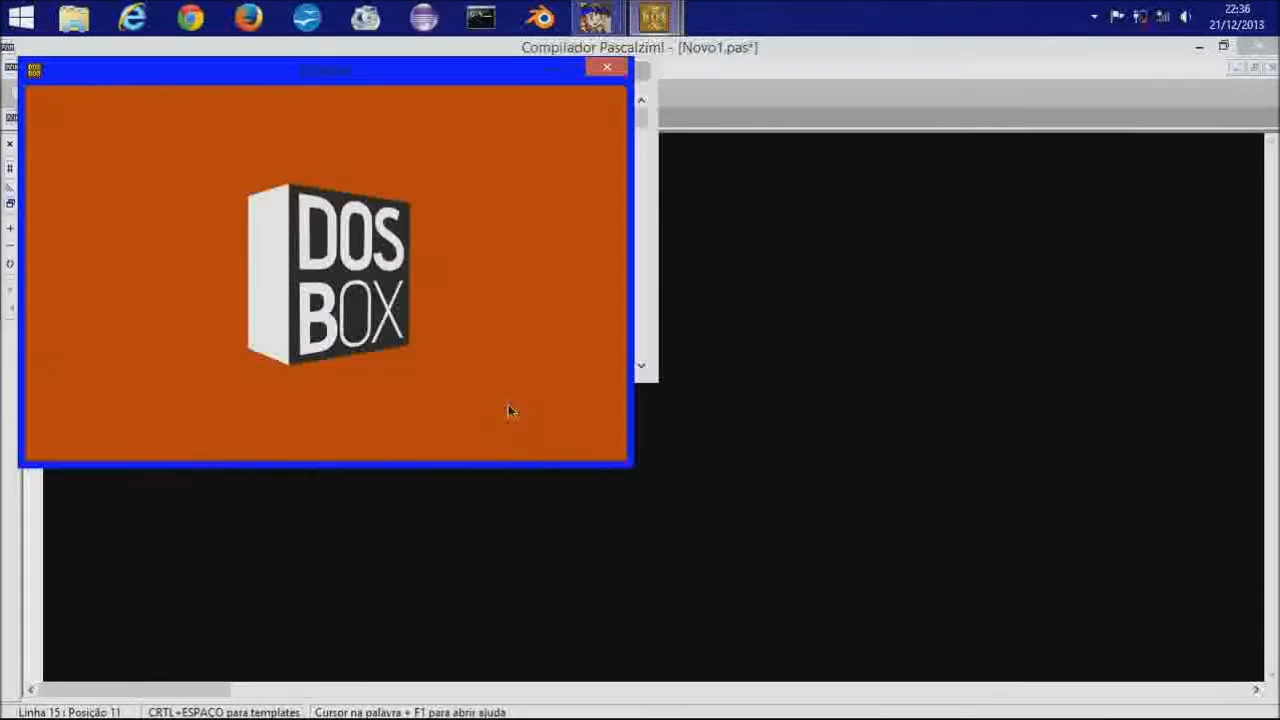 22:36
21/12/2013
Compilador Pascalzim! - [Novo1.pas*]
DOS
BOX
Linha 15 : Posição 11
CRTL+ESPAÇO para templates
Cursor na palavra + F1 para abrir ajuda